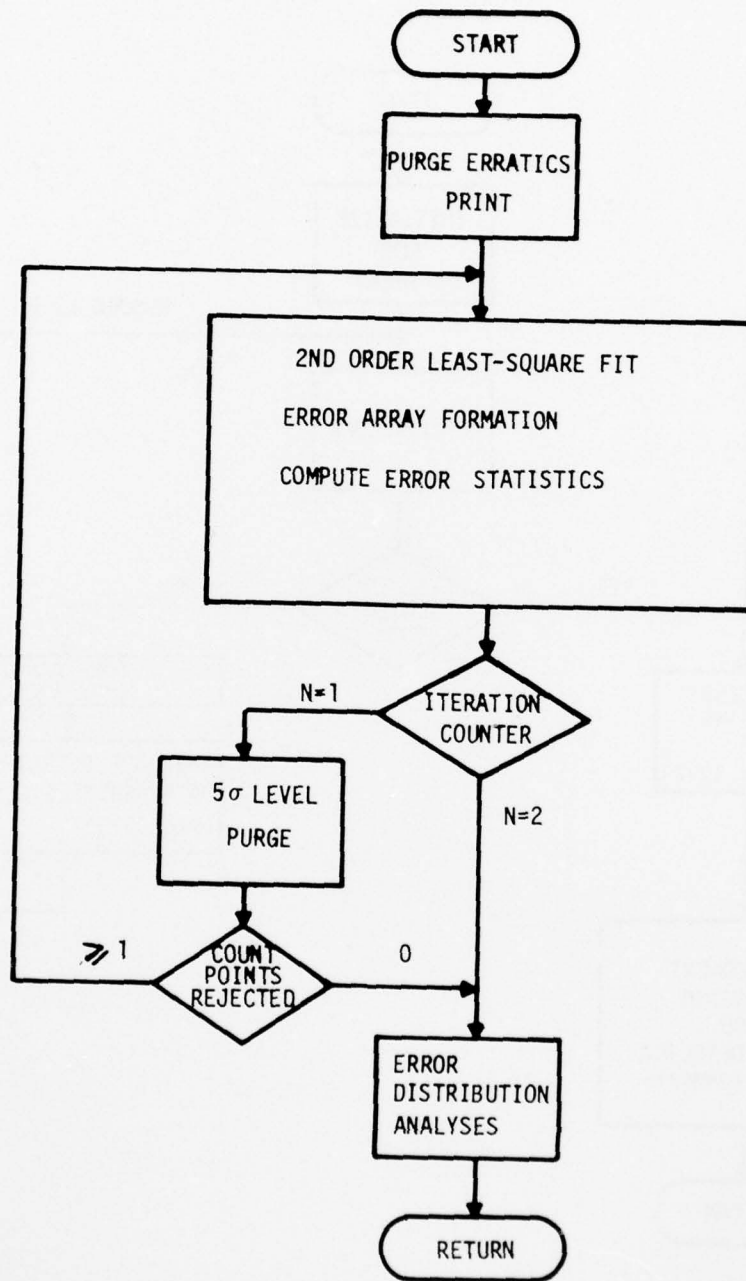 START
PURGE ERRATICS
PRINT
2ND ORDER LEAST-SQUARE FIT
ERROR ARRAY FORMATION
COMPUTE ERROR STATISTICS
N=1
ITERATION
COUNTER
5σ LEVEL
PURGE
N=2
≥ 1
COUNT
POINTS
REJECTED
0
ERROR
DISTRIBUTION
ANALYSES
RETURN